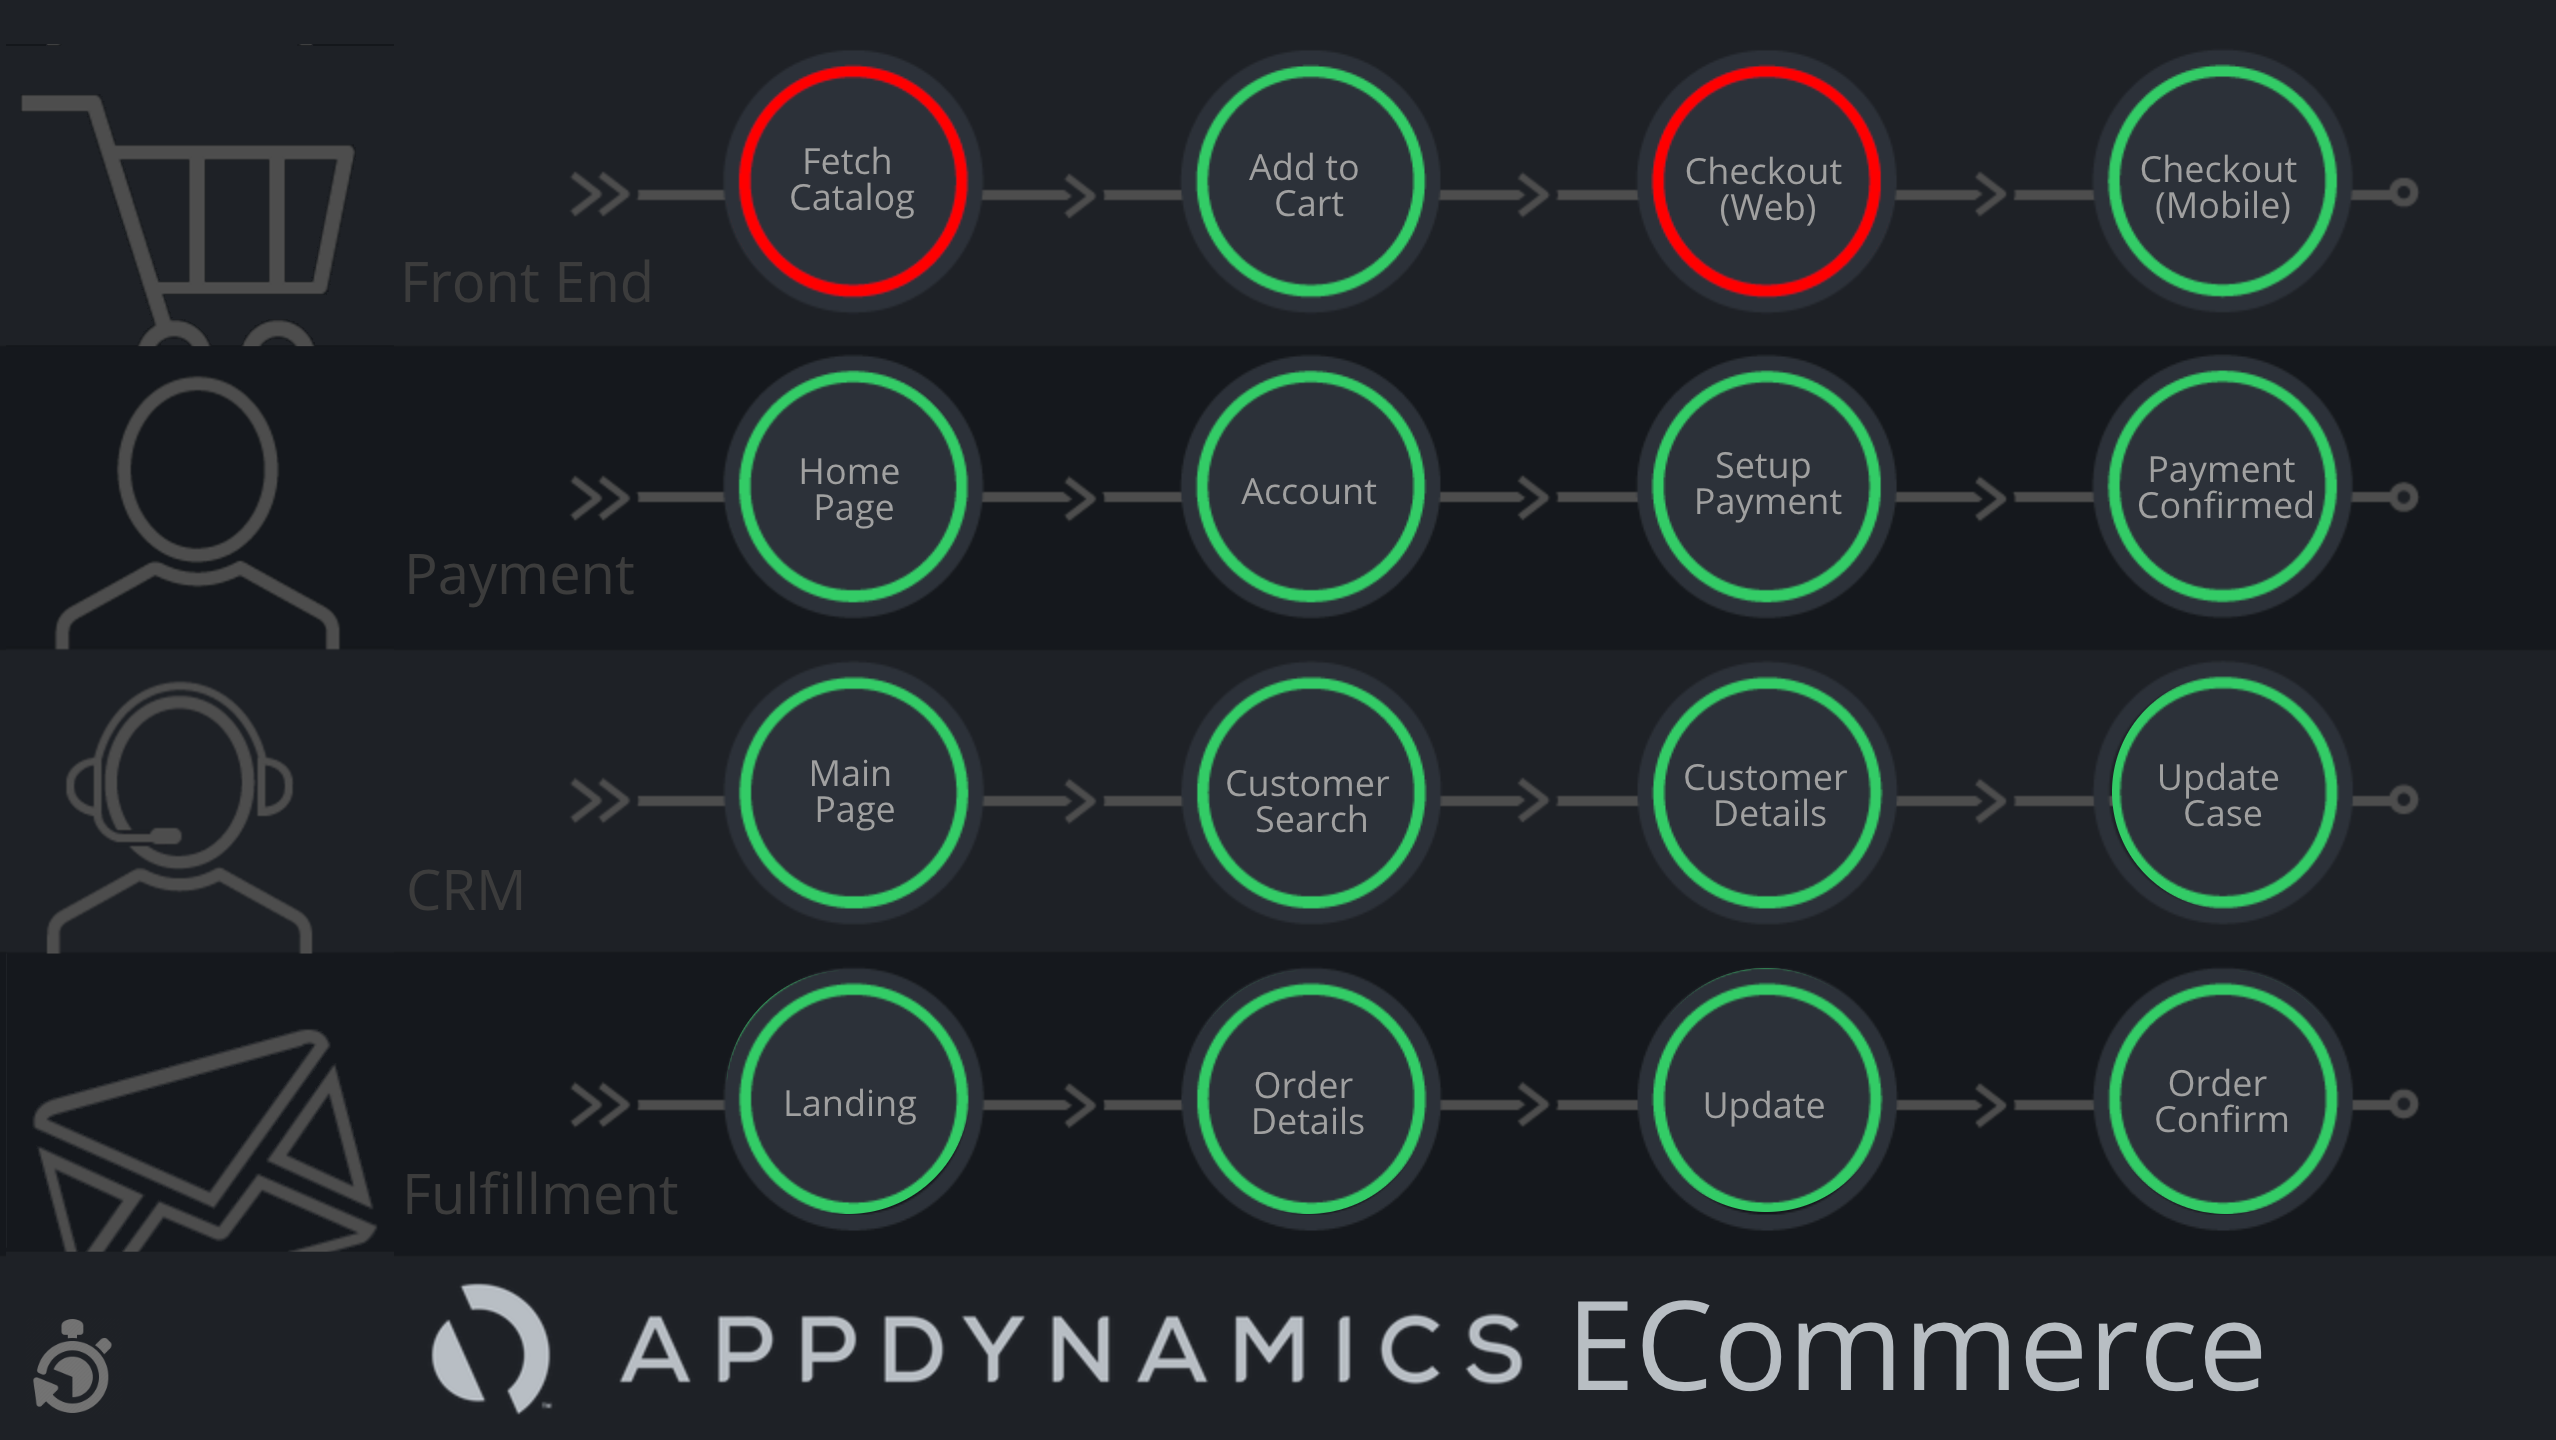 Fetch
Catalog
Add to
Cart
Checkout
(Web)
Checkout
(Mobile)
Front End
Home
Page
Account
Setup
Payment
Payment
Confirmed
Payment
Main
Page
Customer
Search
Customer
Details
Update
Case
CRM
Landing
Order
Details
Update
Order
Confirm
Fulfillment
APPDYNAMICS ECommerce